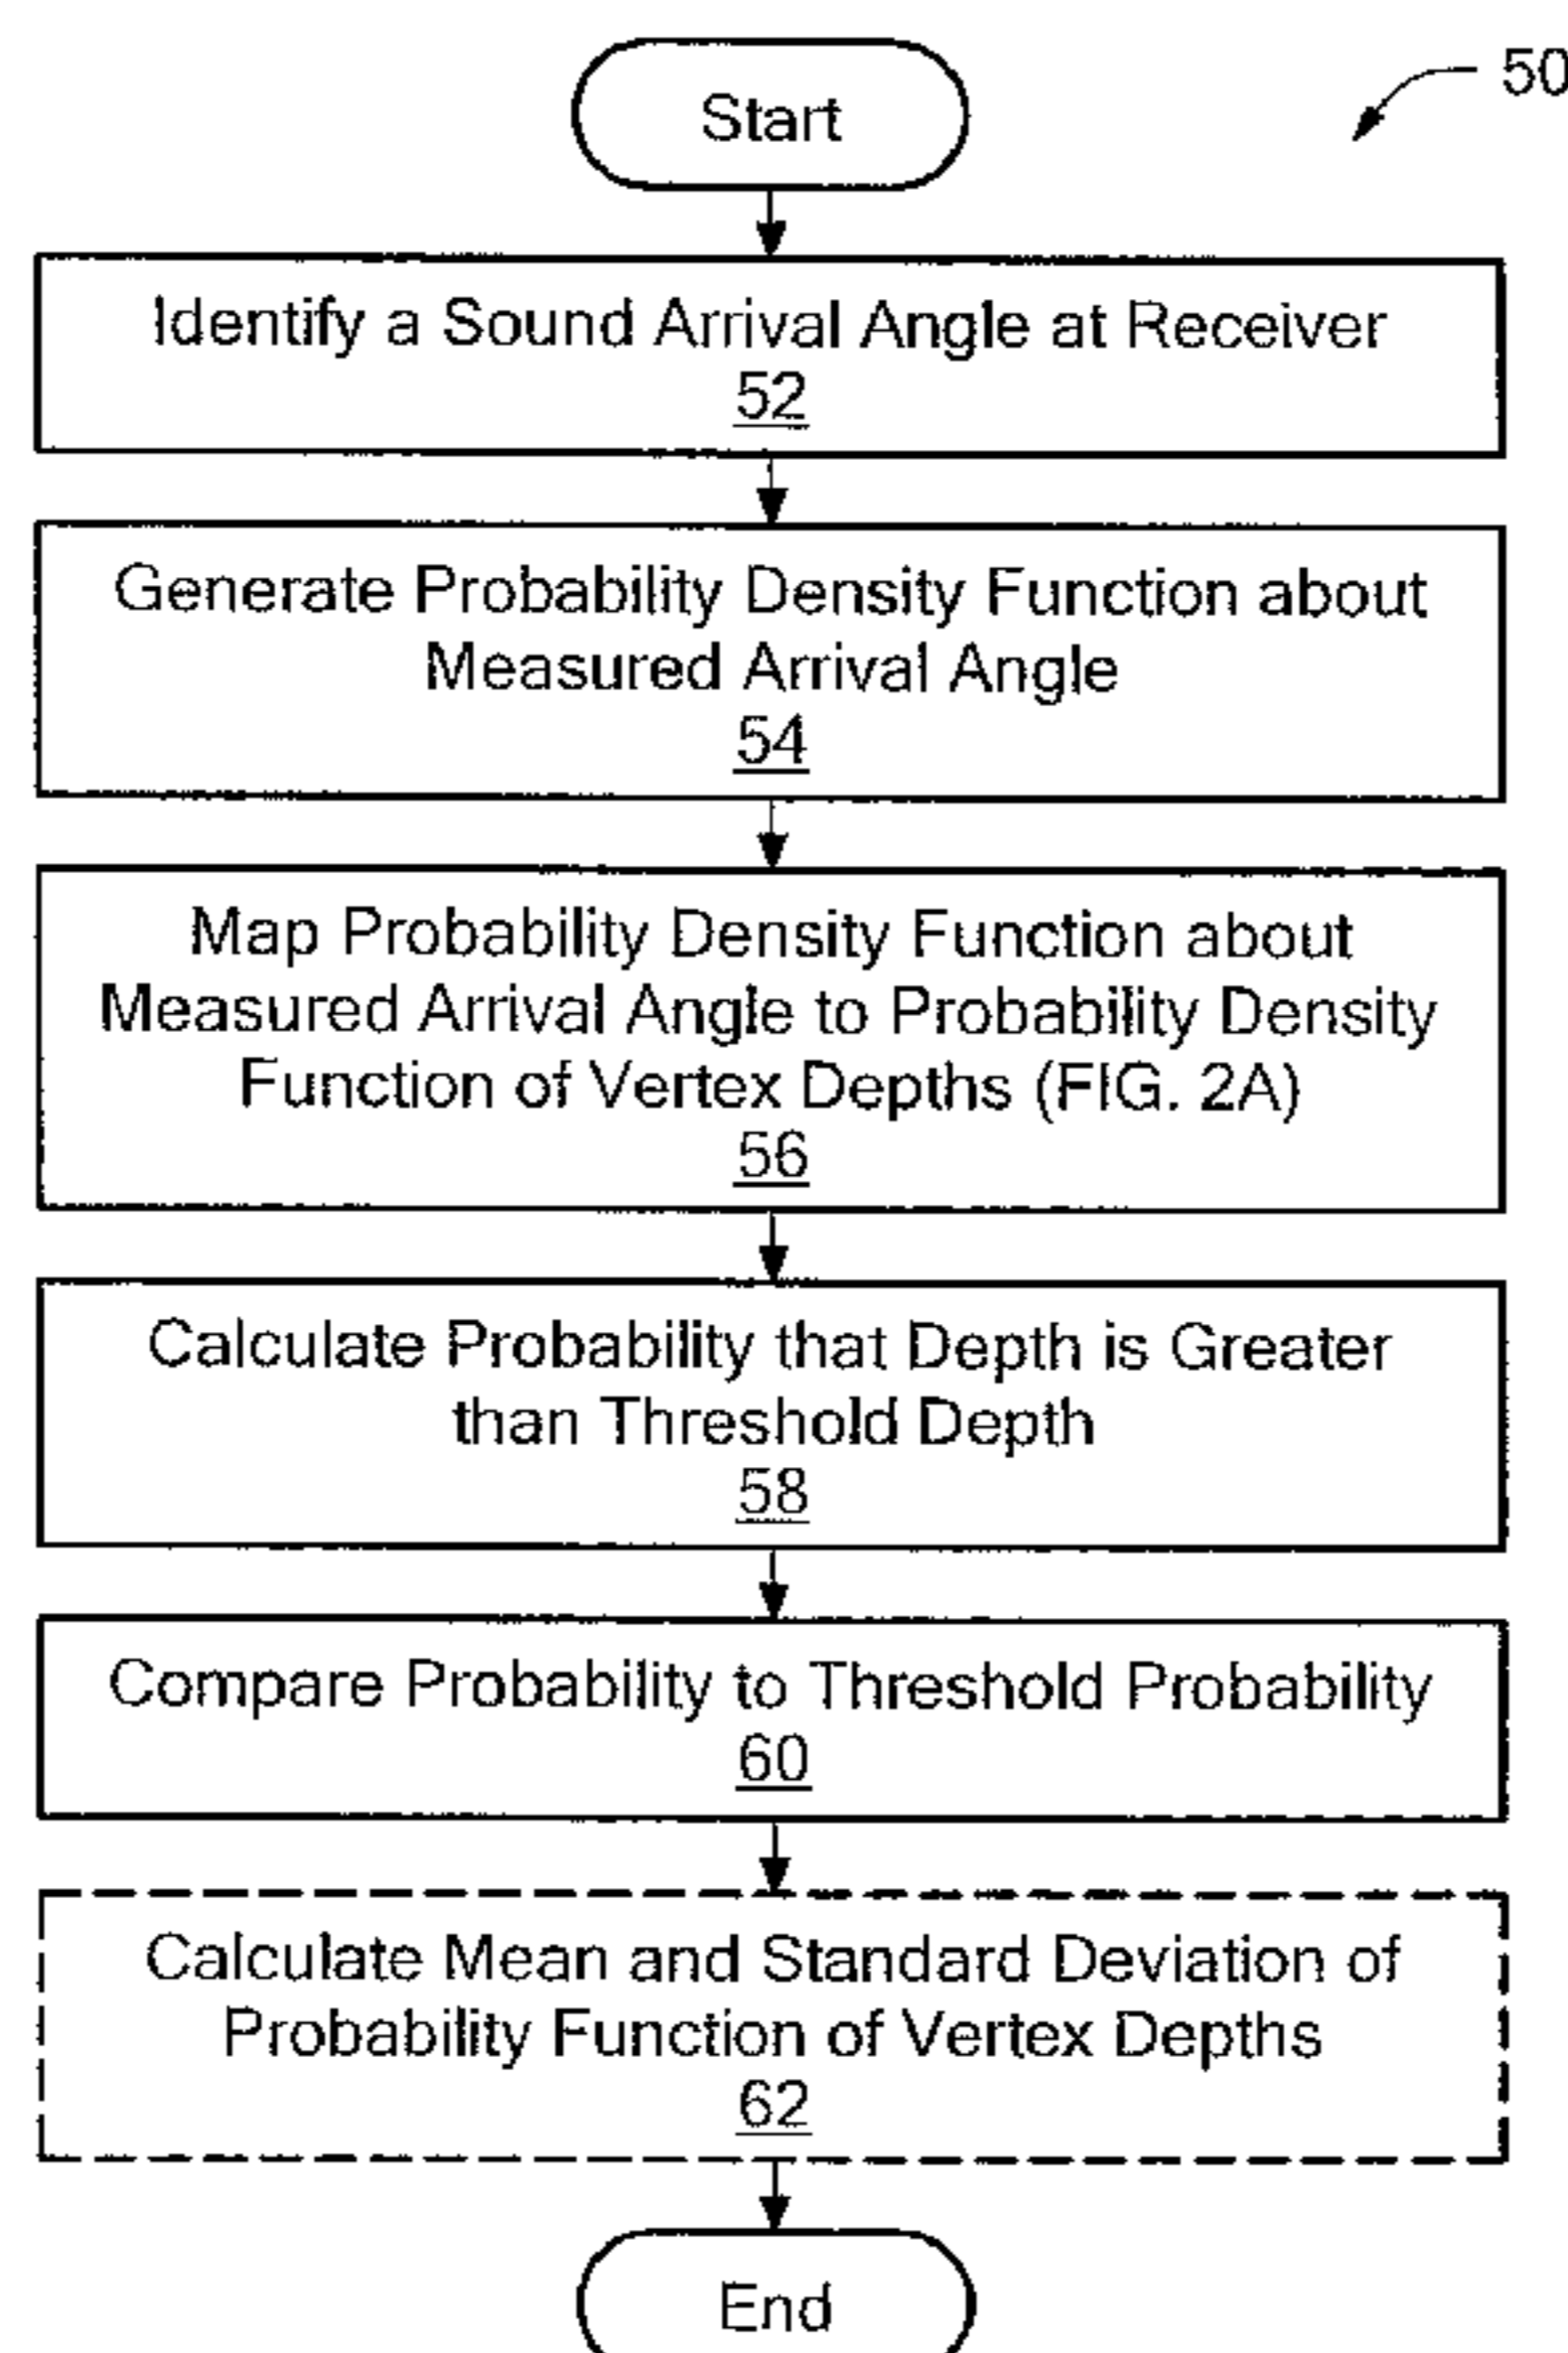 Start
50
Identify a Sound Arrival Angle at Receiver
52
Generate Probability Density Function about
Measured Arrival Angle
54
Map Probability Density Function about
Measured Arrival Angle to Probability Density
Function of Vertex Depths (FIG. 2A)
56
Calculate Probability that Depth is Greater
than Threshold Depth
58
Compare Probability to Threshold Probability
60
Calculate Mean and Standard Deviation of
Probability Function of Vertex Depths
62
End